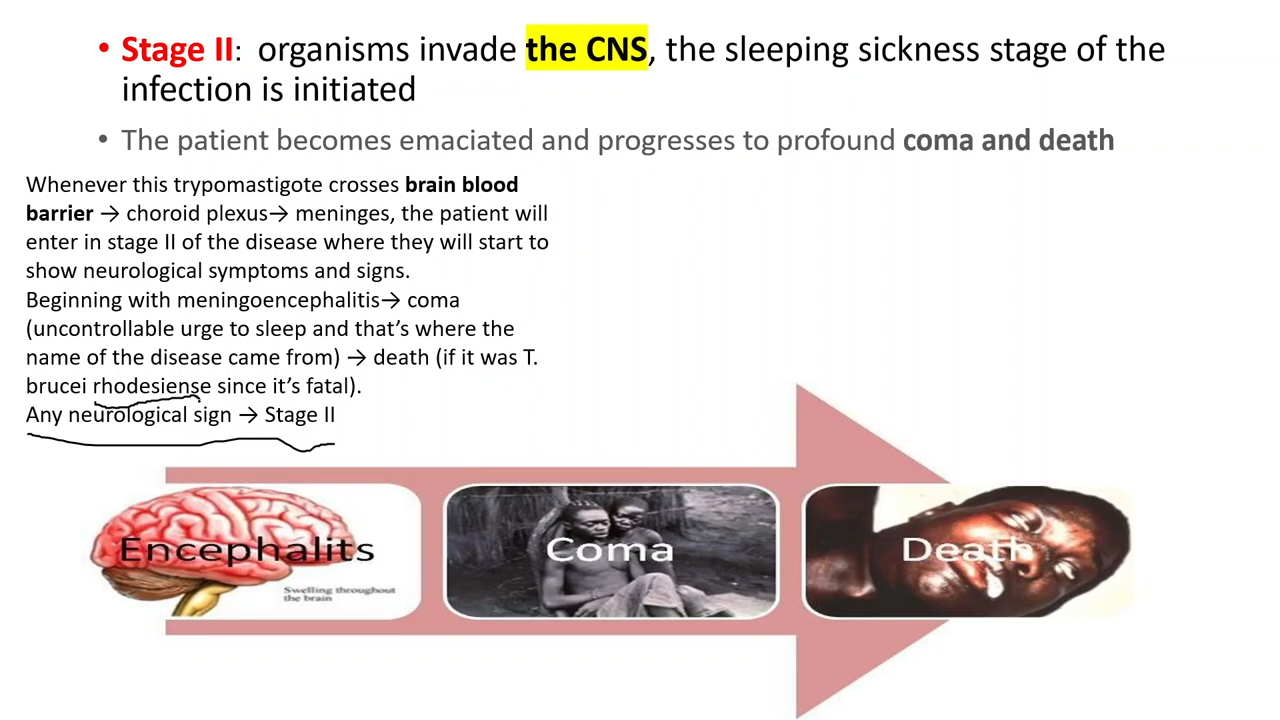 • Stage II: organisms invade the CNS, the sleeping sickness stage of the
infection is initiated
• The patient becomes emaciated and progresses to profound coma and death
Whenever this trypomastigote crosses brain blood
barrier → choroid plexus→ meninges, the patient will
enter in stage II of the disease where they will start to
show neurological symptoms and signs.
Beginning with meningoencephalitis→ coma
(uncontrollable urge to sleep and that’s where the
name of the disease came from) → death (if it was T.
brucei rhodesiense since it’s fatal).
Any neurological sign → Stage II
Encephalits
Swelling throughout
the brain
Coma
Death